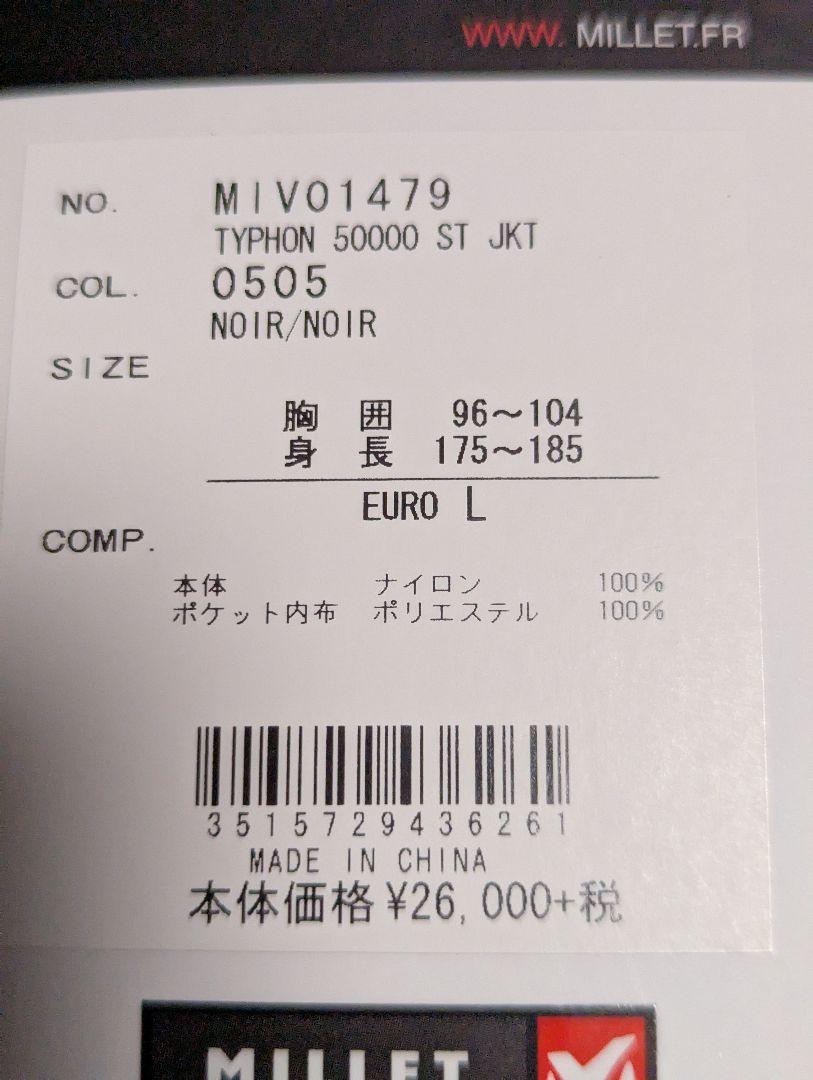 WWW. MILLET.FR
NO. MIV01479
TYPHON 50000 ST JKT
COL. 0505
NOIR/NOIR
SIZE
胸 囲 96～104
身 長 175～185
EURO L
COMP.
本体 ナイロン 100%
ポケット内布 ポリエステル 100%
3515729436261
MADE IN CHINA
本体価格¥26,000+税
MILLET